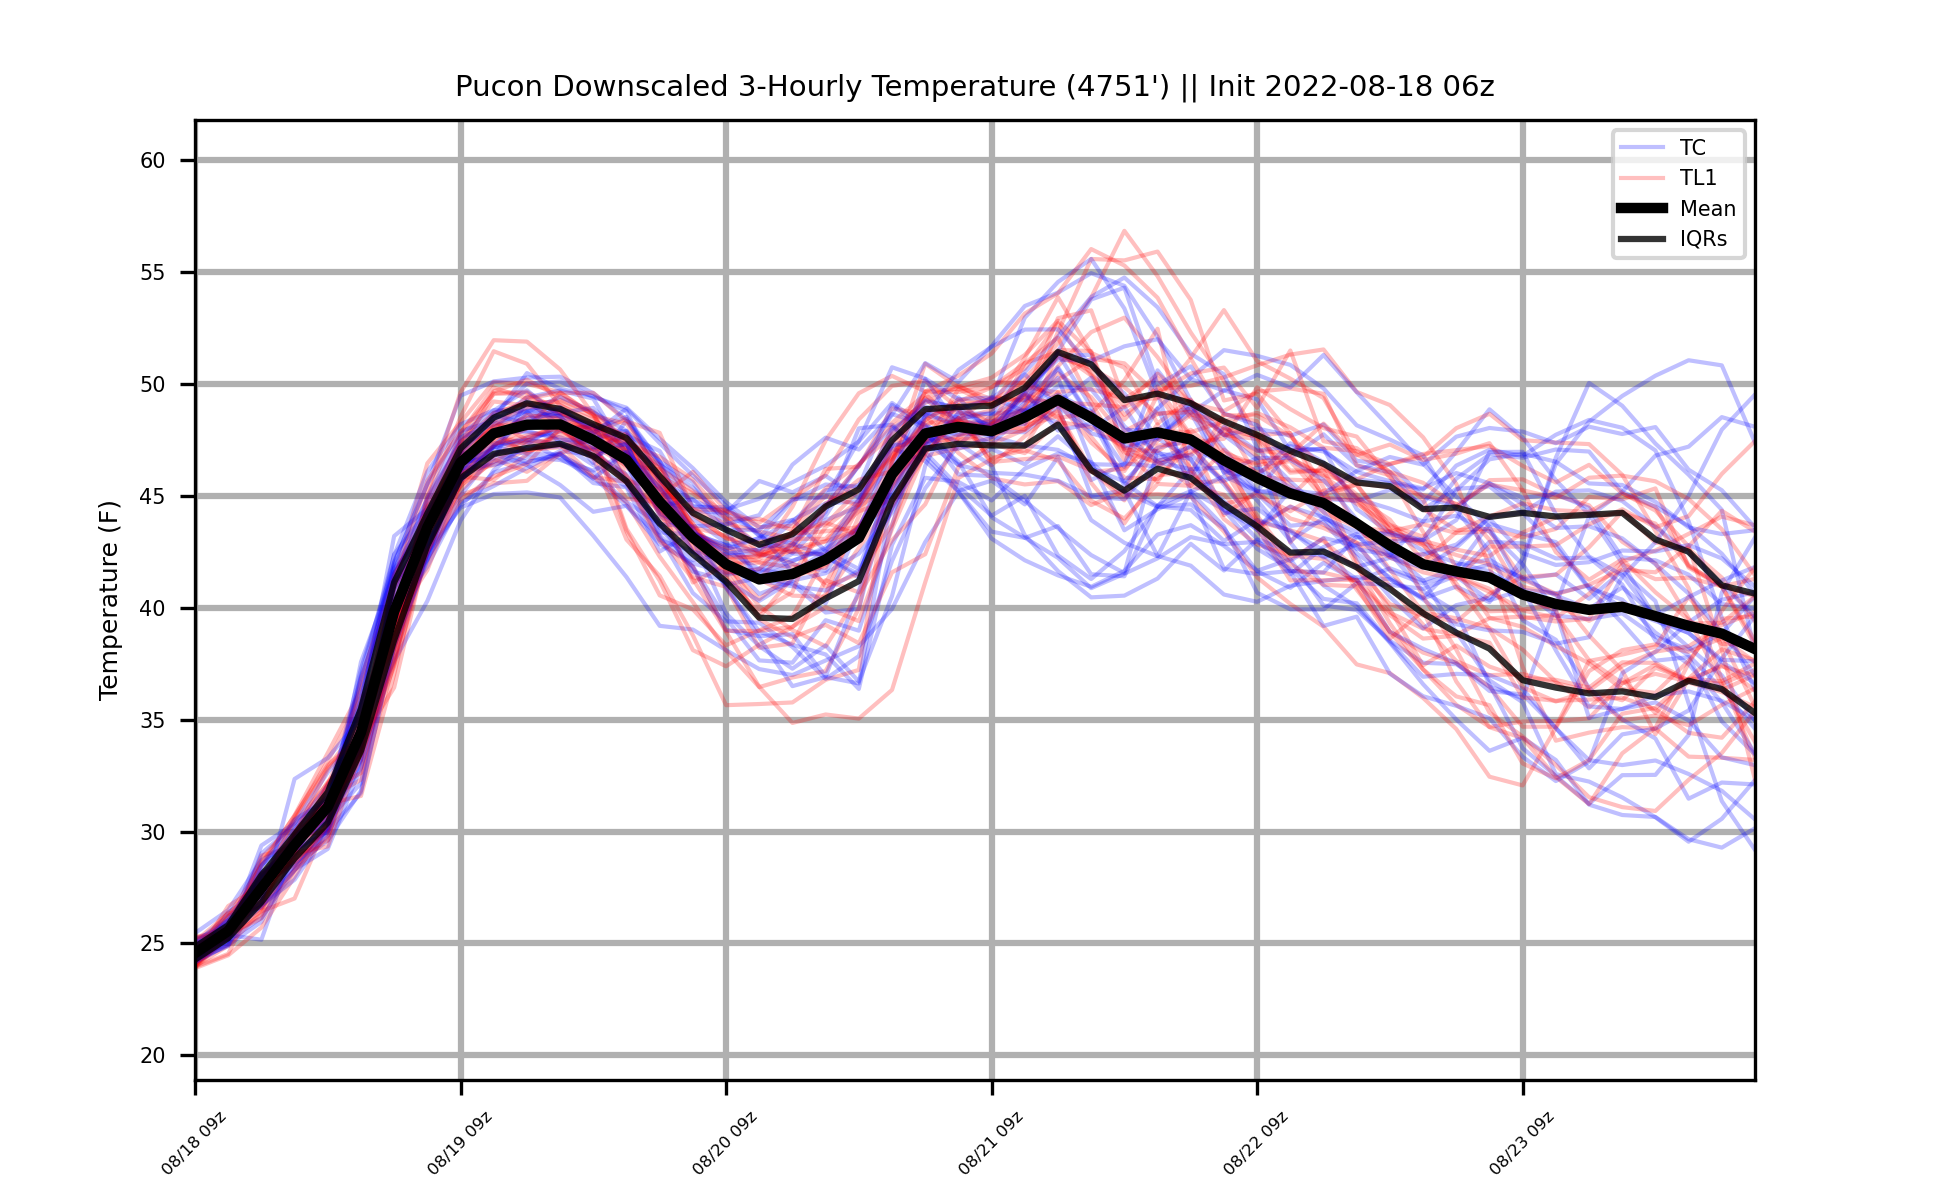 Pucon Downscaled 3-Hourly Temperature (4751') || Init 2022-08-18 06z
TC
TL1
Mean
IQRs
Temperature (F)
60
55
50
45
40
35
30
25
20
08/18 09z
08/19 09z
08/20 09z
08/21 09z
08/22 09z
08/23 09z